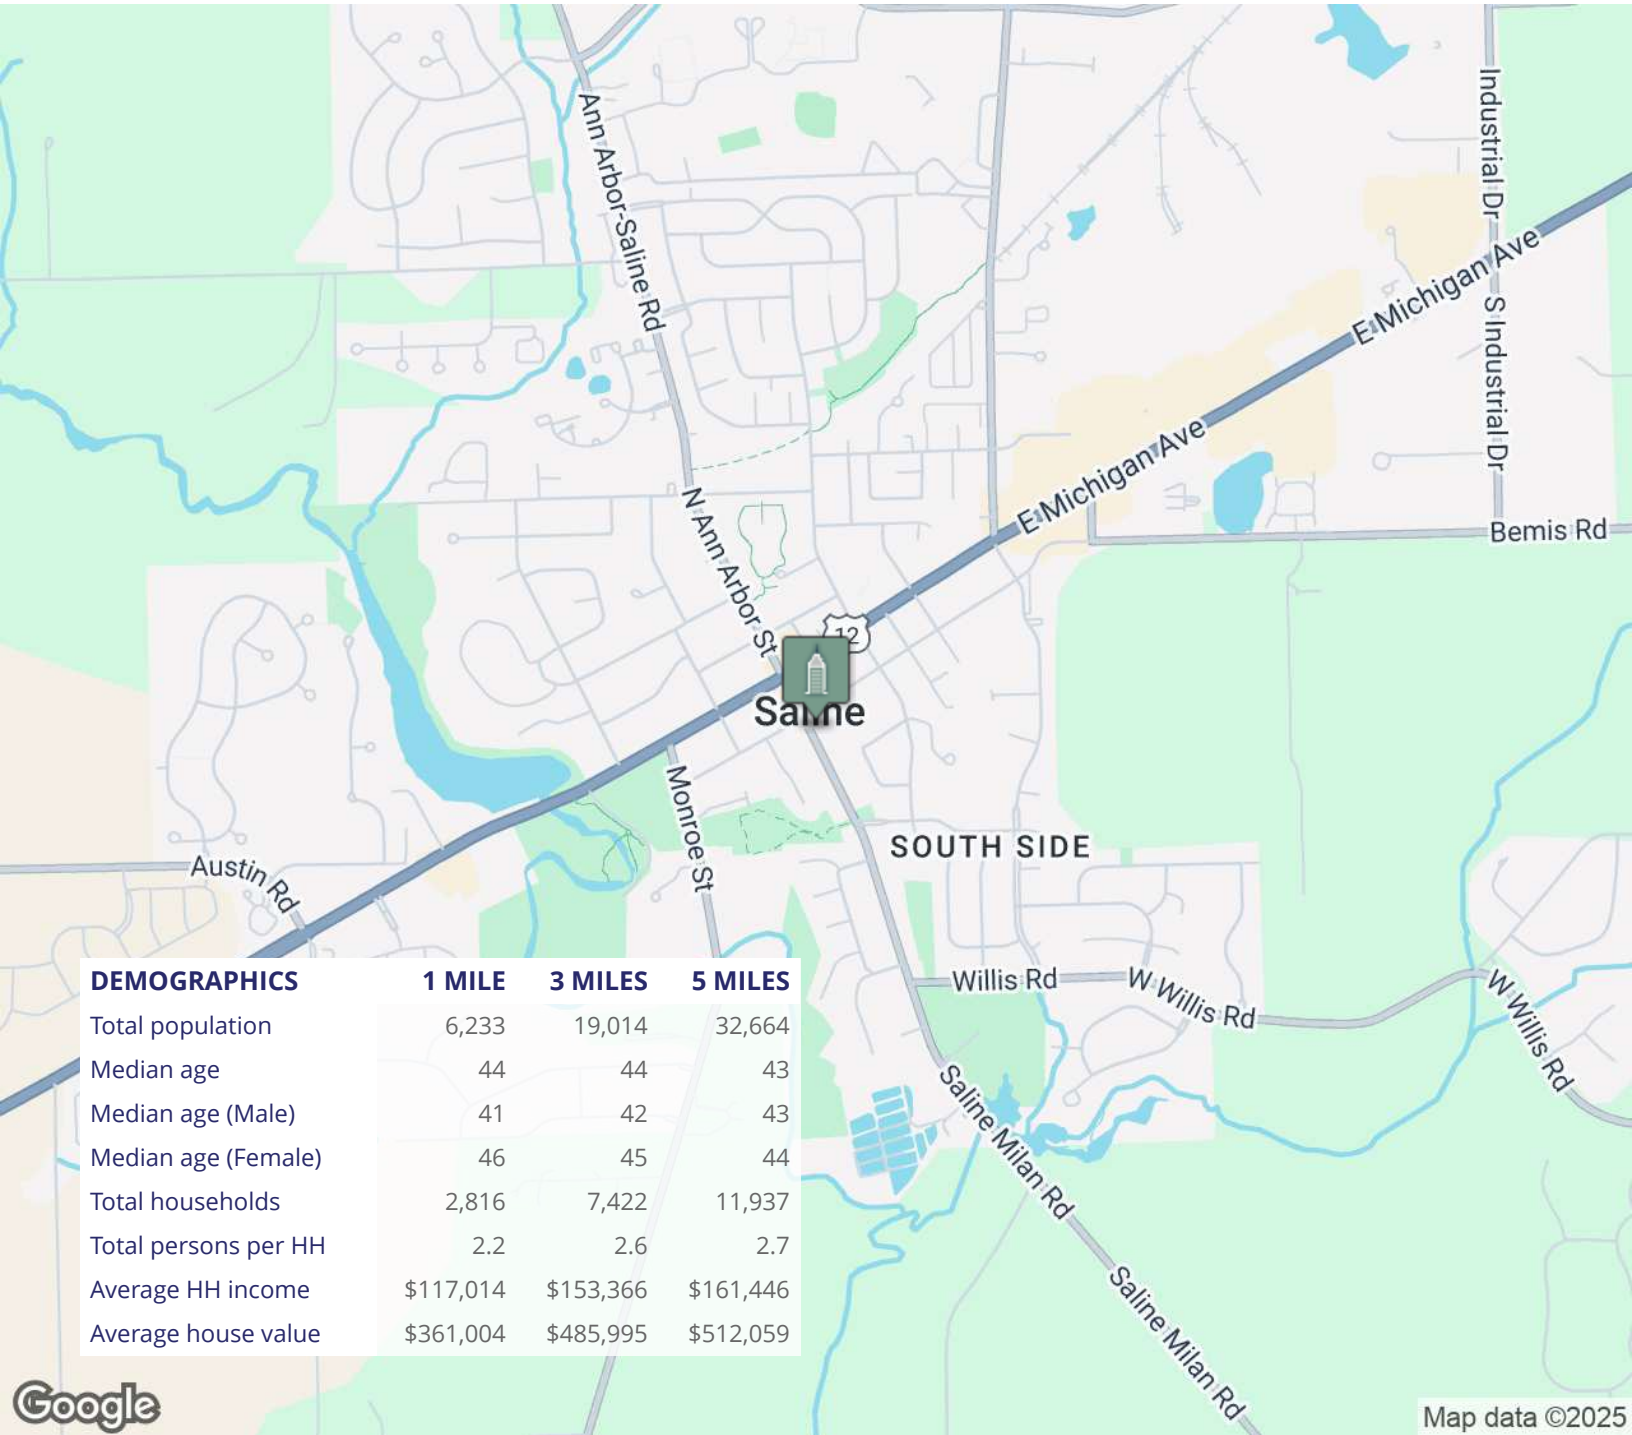 Ann Arbor-Saline Rd
Industrial Dr
E Michigan Ave
S Industrial Dr
E Michigan Ave
N Ann Arbor St
Bemis Rd
12
Saline
Monroe St
SOUTH SIDE
Austin Rd
Willis Rd
W Willis Rd
W Willis Rd
Saline Milan Rd
Saline Milan Rd
DEMOGRAPHICS 1 MILE 3 MILES 5 MILES
Total population 6,233 19,014 32,664
Median age 44 44 43
Median age (Male) 41 42 43
Median age (Female) 46 45 44
Total households 2,816 7,422 11,937
Total persons per HH 2.2 2.6 2.7
Average HH income $117,014 $153,366 $161,446
Average house value $361,004 $485,995 $512,059
Google
Map data ©2025